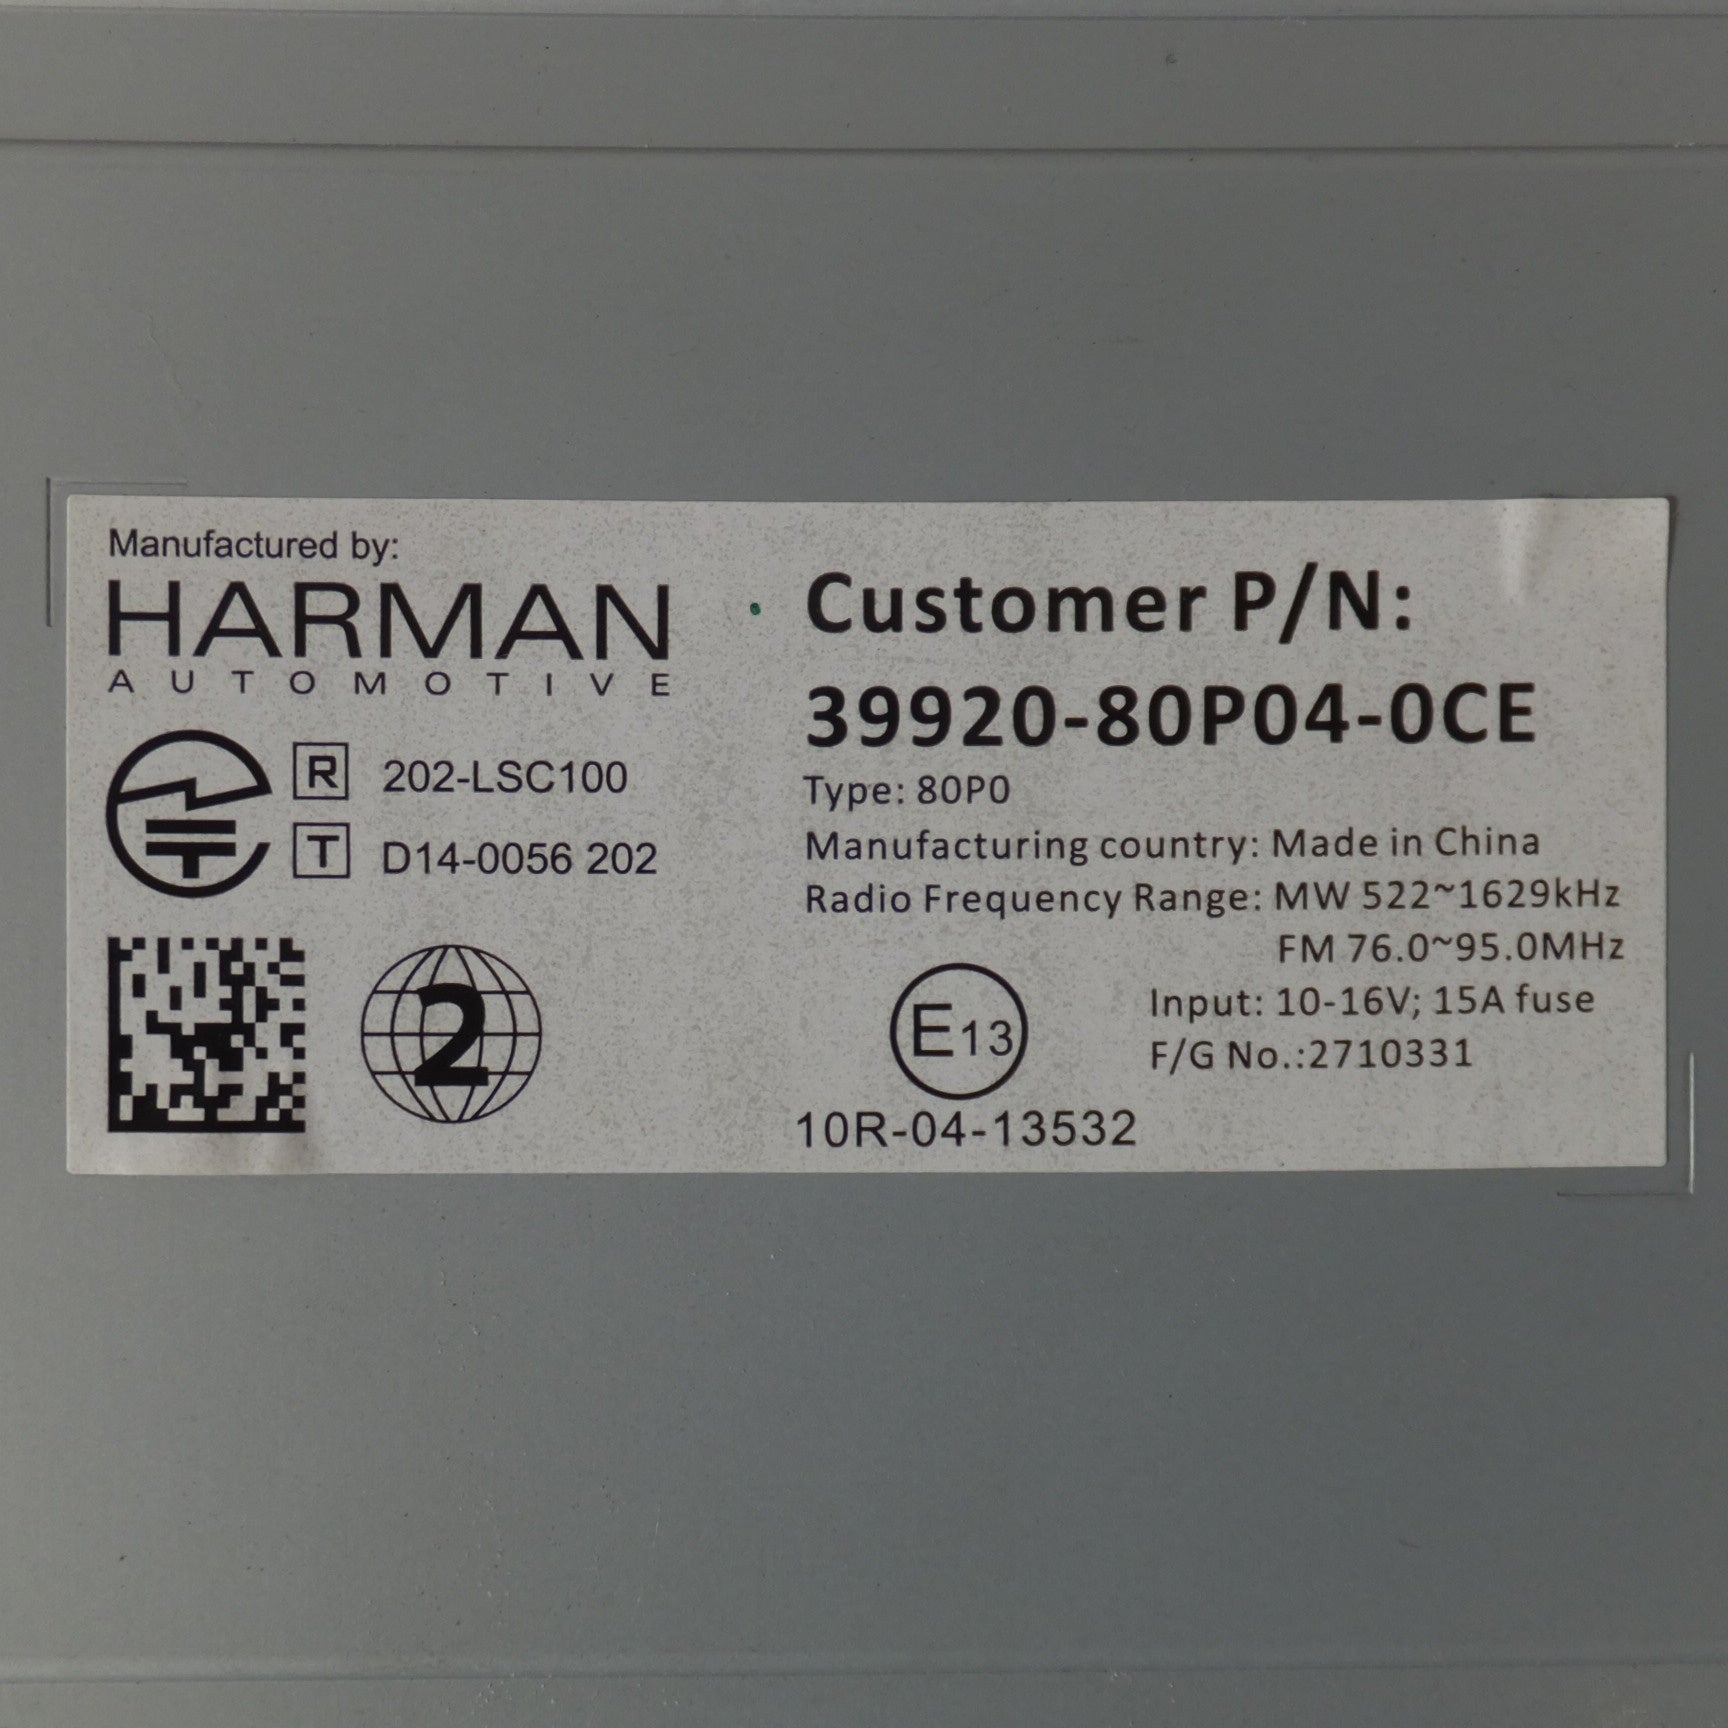 Manufactured by:
HARMAN
AUTOMOTIVE
R 202-LSC100
T D14-0056 202
2
Customer P/N:
39920-80P04-0CE
Type: 80P0
Manufacturing country: Made in China
Radio Frequency Range: MW 522~1629kHz
FM 76.0~95.0MHz
Input: 10-16V; 15A fuse
F/G No.:2710331
E13
10R-04-13532